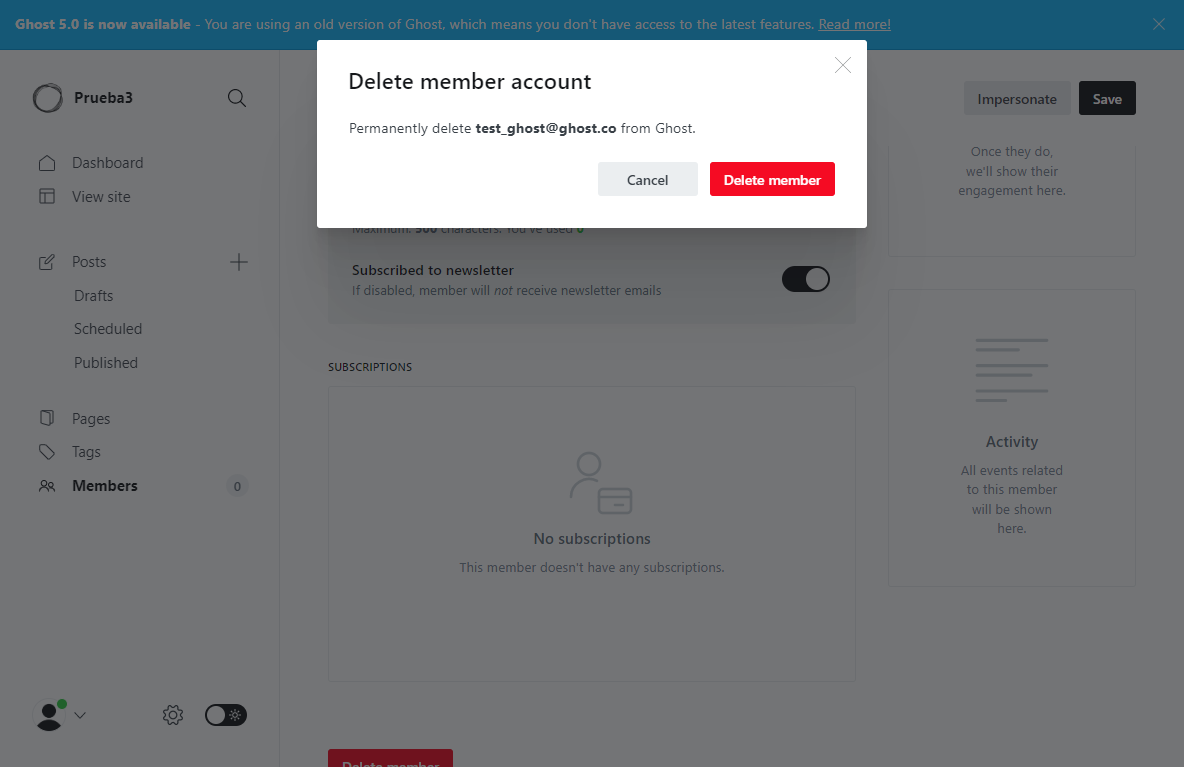 Ghost 5.0 is now available - You are using an old version of Ghost, which means you don't have access to the latest features. Read more!
Prueba3
Dashboard
View site
Posts
Drafts
Scheduled
Published
Pages
Tags
Members 0
Delete member account
Permanently delete test_ghost@ghost.co from Ghost.
Cancel Delete member
Impersonate Save
Maximum: 500 characters. You've used 0
Subscribed to newsletter
If disabled, member will not receive newsletter emails
SUBSCRIPTIONS
No subscriptions
This member doesn't have any subscriptions.
Delete member
Once they do,
we'll show their
engagement here.
Activity
All events related
to this member
will be shown
here.